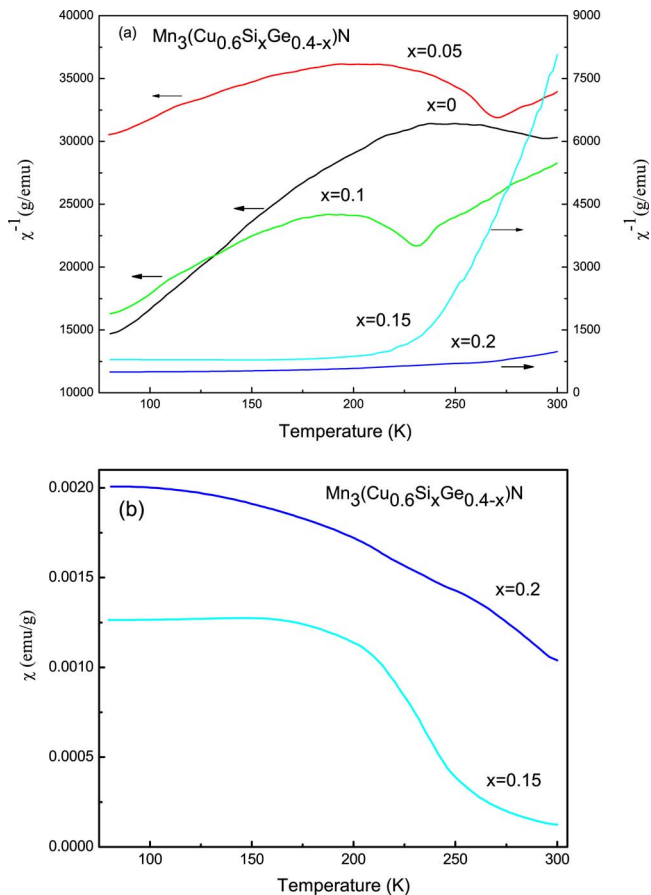 (a) Mn3(Cu0.6SixGe0.4-x)N
40000
35000
30000
25000
20000
15000
10000
χ-1 (g/emu)
9000
7500
6000
4500
3000
1500
0
χ-1 (g/emu)
x=0.05
x=0
x=0.1
x=0.15
x=0.2
100 150 200 250 300
Temperature (K)
(b) Mn3(Cu0.6SixGe0.4-x)N
0.0020
0.0015
0.0010
0.0005
0.0000
χ (emu/g)
x=0.2
x=0.15
100 150 200 250 300
Temperature (K)